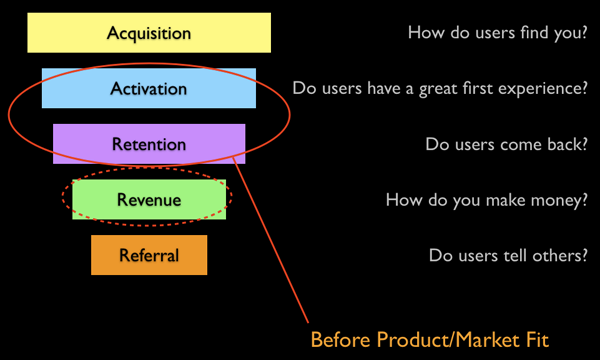 Acquisition
How do users find you?
Activation
Do users have a great first experience?
Retention
Do users come back?
Revenue
How do you make money?
Referral
Do users tell others?
Before Product/Market Fit